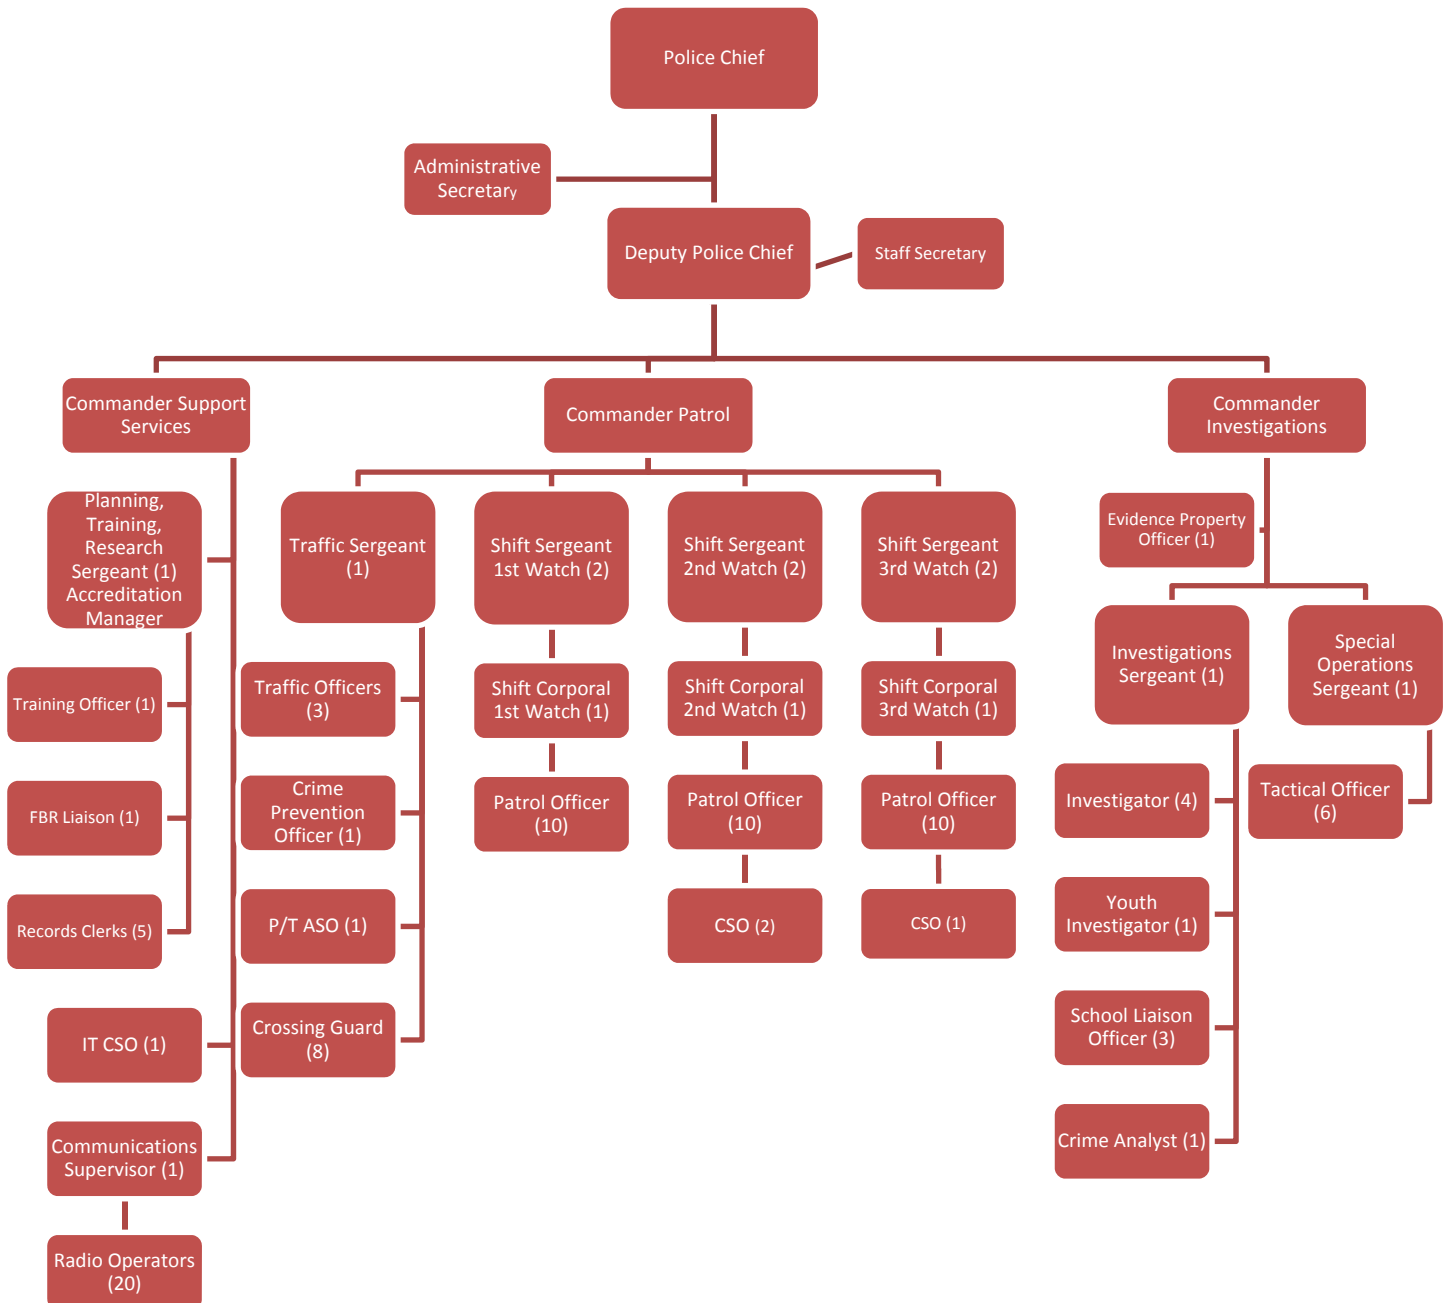 Police Chief
Administrative
Secretary
Deputy Police Chief
Staff Secretary
Commander Support
Services
Commander Patrol
Commander
Investigations
Planning,
Training,
Research
Sergeant (1)
Accreditation
Manager
Traffic Sergeant
(1)
Shift Sergeant
1st Watch (2)
Shift Sergeant
2nd Watch (2)
Shift Sergeant
3rd Watch (2)
Evidence Property
Officer (1)
Investigations
Sergeant (1)
Special
Operations
Sergeant (1)
Training Officer (1)
Traffic Officers
(3)
Shift Corporal
1st Watch (1)
Shift Corporal
2nd Watch (1)
Shift Corporal
3rd Watch (1)
FBR Liaison (1)
Crime
Prevention
Officer (1)
Patrol Officer
(10)
Patrol Officer
(10)
Patrol Officer
(10)
Investigator (4)
Tactical Officer
(6)
Records Clerks (5)
P/T ASO (1)
CSO (2)
CSO (1)
Youth
Investigator (1)
IT CSO (1)
Crossing Guard
(8)
School Liaison
Officer (3)
Communications
Supervisor (1)
Crime Analyst (1)
Radio Operators
(20)